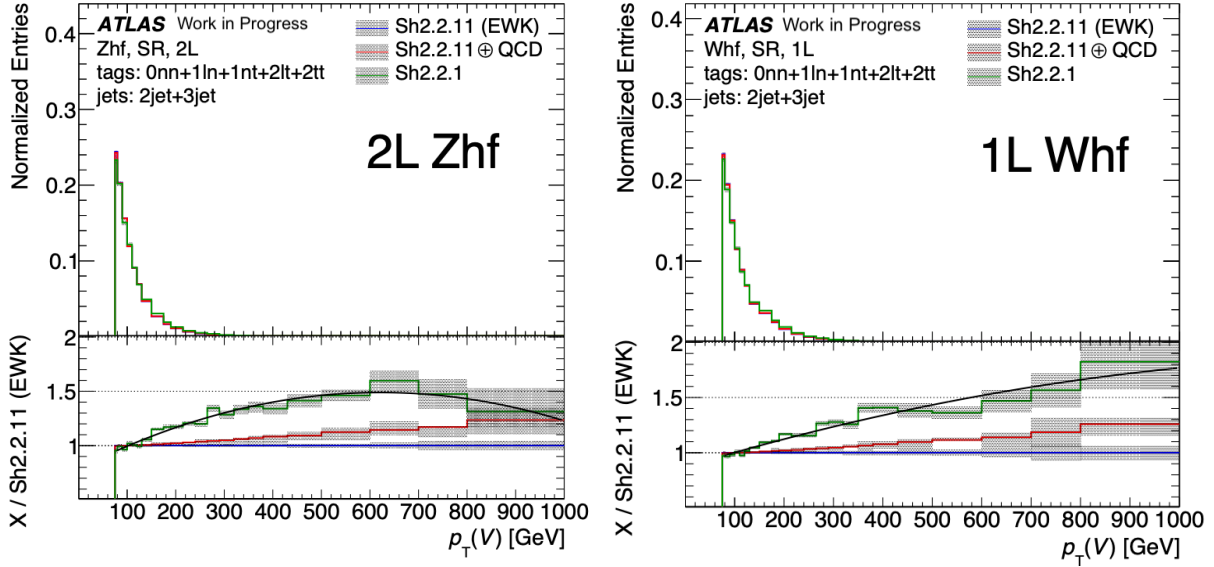 ATLAS Work in Progress
Zhf, SR, 2L
tags: 0nn+1ln+1nt+2lt+2tt
jets: 2jet+3jet
Sh2.2.11 (EWK)
Sh2.2.11 ⊕ QCD
Sh2.2.1
2L Zhf
Normalized Entries
0.4
0.3
0.2
0.1
X / Sh2.2.11 (EWK)
2
1.5
1
100 200 300 400 500 600 700 800 900 1000
p_T(V) [GeV]
ATLAS Work in Progress
Whf, SR, 1L
tags: 0nn+1ln+1nt+2lt+2tt
jets: 2jet+3jet
Sh2.2.11 (EWK)
Sh2.2.11 ⊕ QCD
Sh2.2.1
1L Whf
Normalized Entries
0.4
0.3
0.2
0.1
X / Sh2.2.11 (EWK)
2
1.5
1
100 200 300 400 500 600 700 800 900 1000
p_T(V) [GeV]